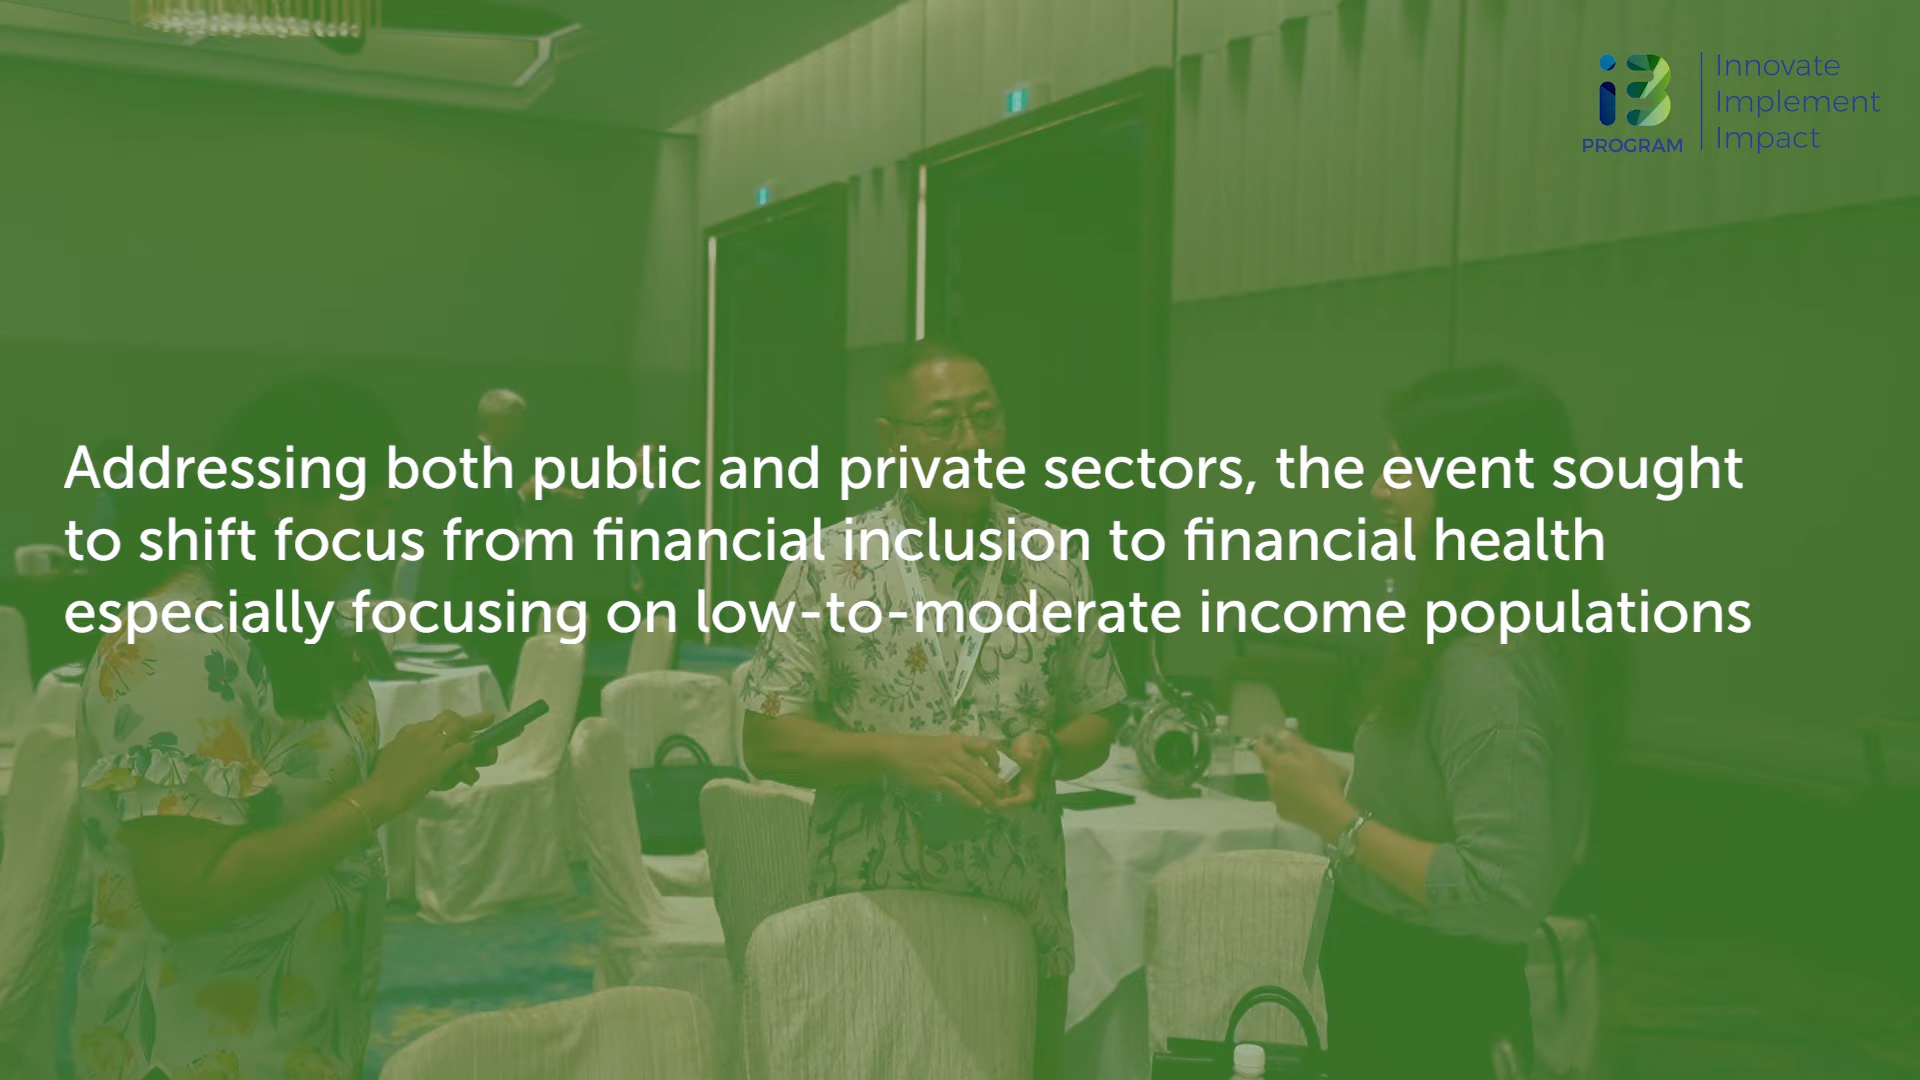 i3
PROGRAM
Innovate
Implement
Impact
Addressing both public and private sectors, the event sought
to shift focus from financial inclusion to financial health
especially focusing on low-to-moderate income populations